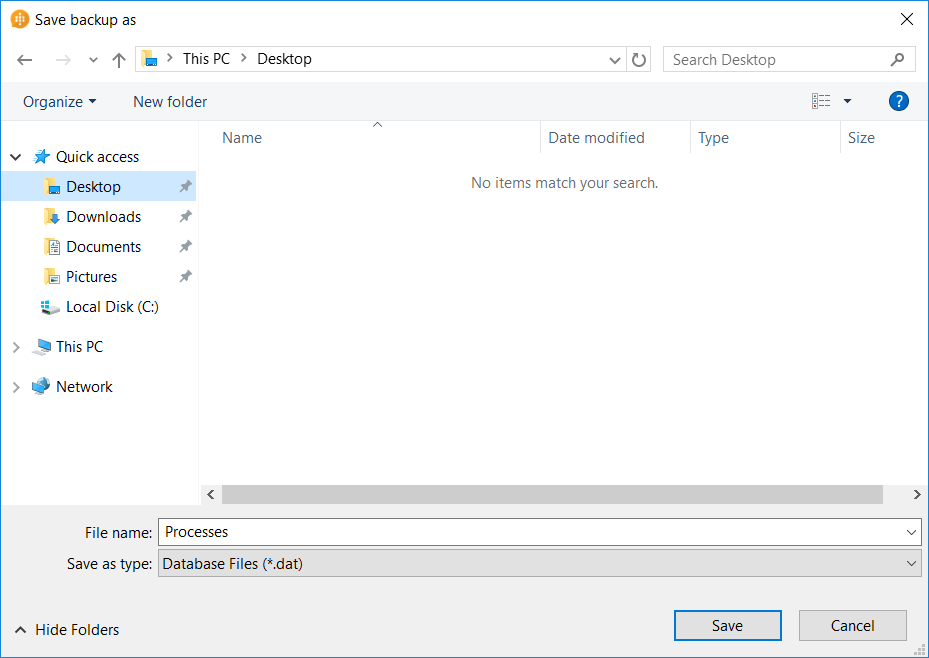 Save backup as
This PC Desktop
Search Desktop
Organize New folder
?
Name Date modified Type Size
No items match your search.
Quick access
Desktop
Downloads
Documents
Pictures
Local Disk (C:)
This PC
Network
File name: Processes
Save as type: Database Files (*.dat)
Hide Folders Save Cancel